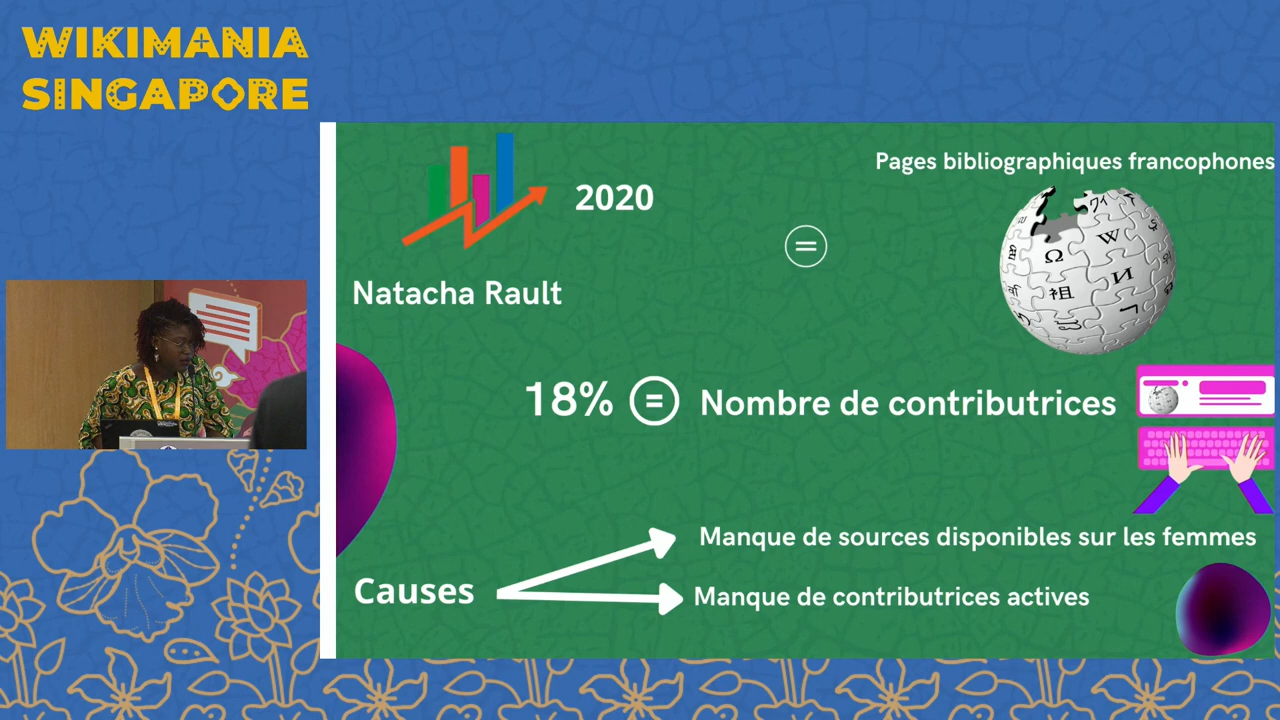 WIKIMANIA
SINGAPORE
2020
Natacha Rault
Pages bibliographiques francophones
=
Ω
W
И
祖
18% = Nombre de contributrices
Causes
Manque de sources disponibles sur les femmes
Manque de contributrices actives